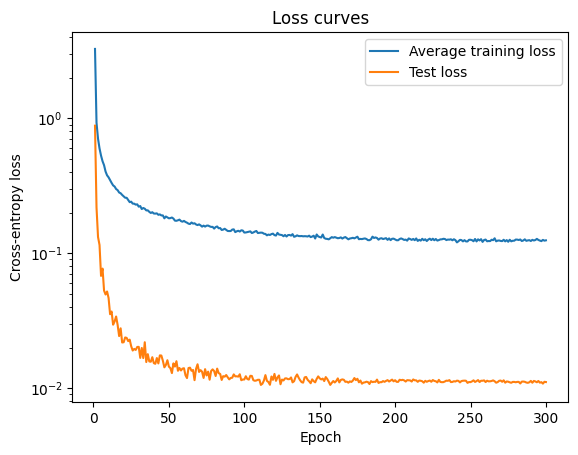 Loss curves
Average training loss
Test loss
Cross-entropy loss
10⁰
10⁻¹
10⁻²
0 50 100 150 200 250 300
Epoch